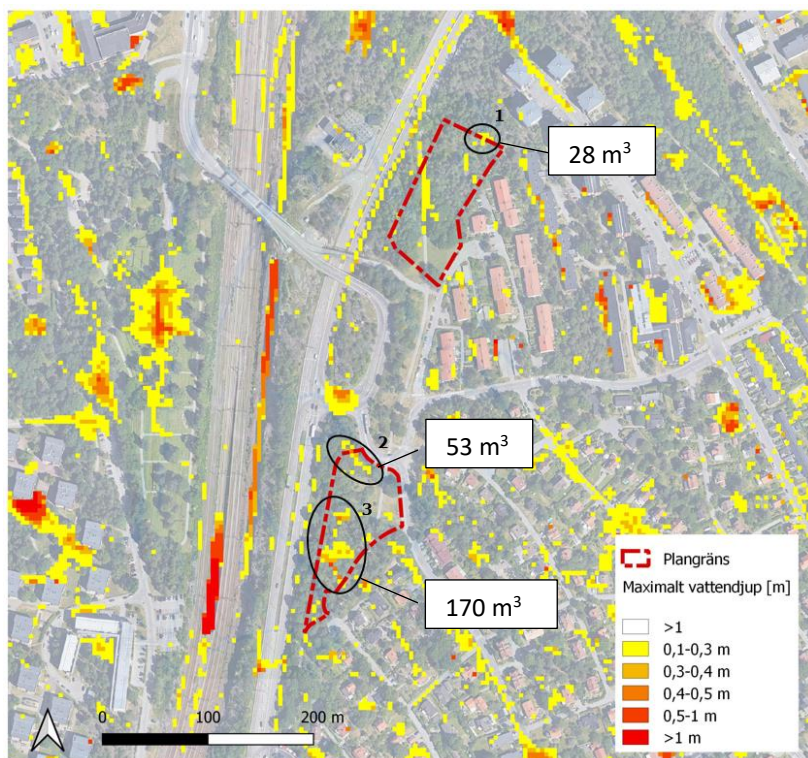 1
28 m³
2
53 m³
3
170 m³
Plangräns
Maximalt vattendjup [m]
>1
0,1-0,3 m
0,3-0,4 m
0,4-0,5 m
0,5-1 m
>1 m
0 100 200 m